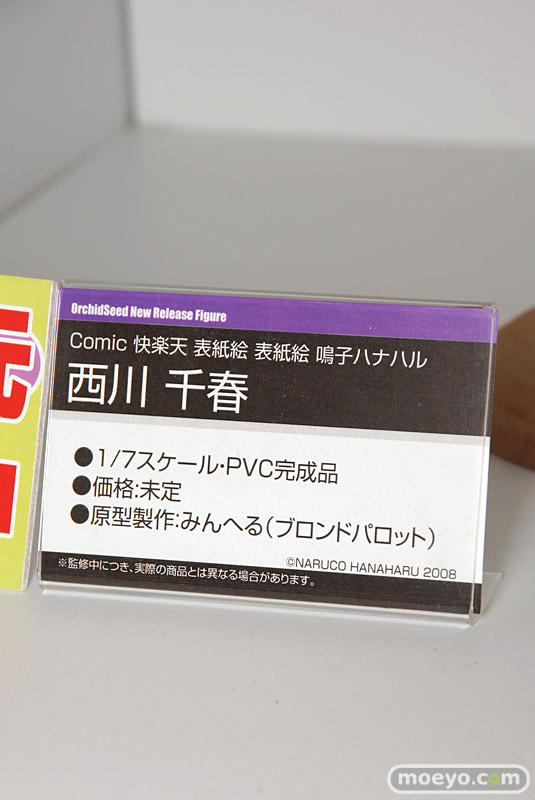 OrchidSeed New Release Figure
Comic 快楽天 表紙絵 表紙絵 鳴子ハナハル
西川 千春
●1/7スケール・PVC完成品
●価格:未定
●原型製作:みんへる(ブロンドパロット)
©NARUCO HANAHARU 2008
※監修中につき、実際の商品とは異なる場合があります。
moeyo.com